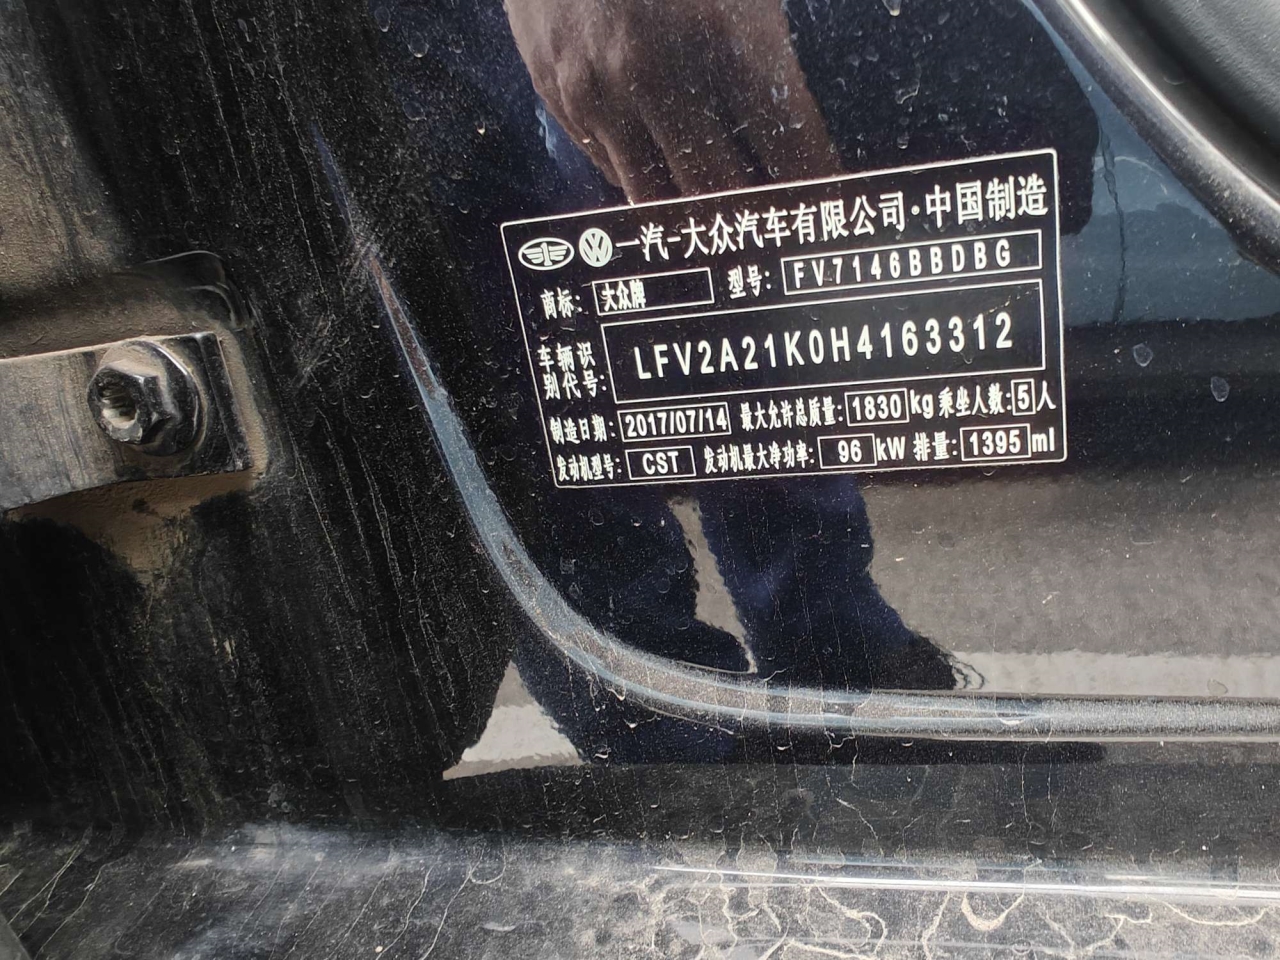 一汽-大众汽车有限公司·中国制造
商标: 大众牌 型号: FV7146BBDBG
车辆识别代号: LFV2A21K0H4163312
制造日期: 2017/07/14 最大允许总质量: 1830 kg 乘坐人数: 5 人
发动机型号: CST 发动机最大净功率: 96 kW 排量: 1395 ml